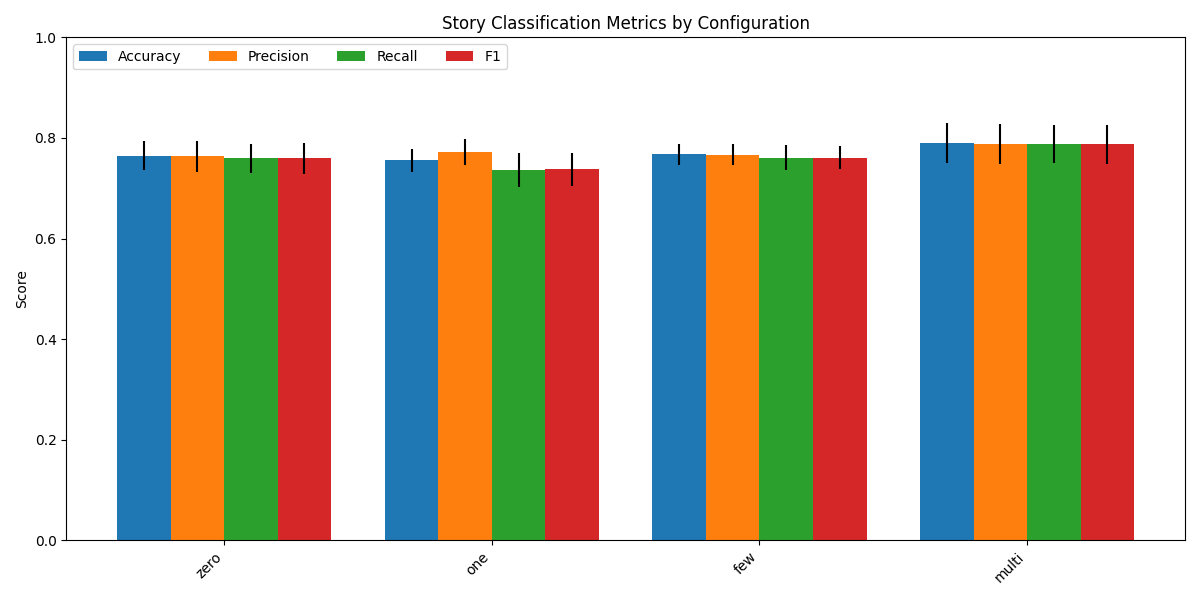 Story Classification Metrics by Configuration
Accuracy Precision Recall F1
1.0
0.8
0.6
0.4
0.2
0.0
Score
zero one few multi